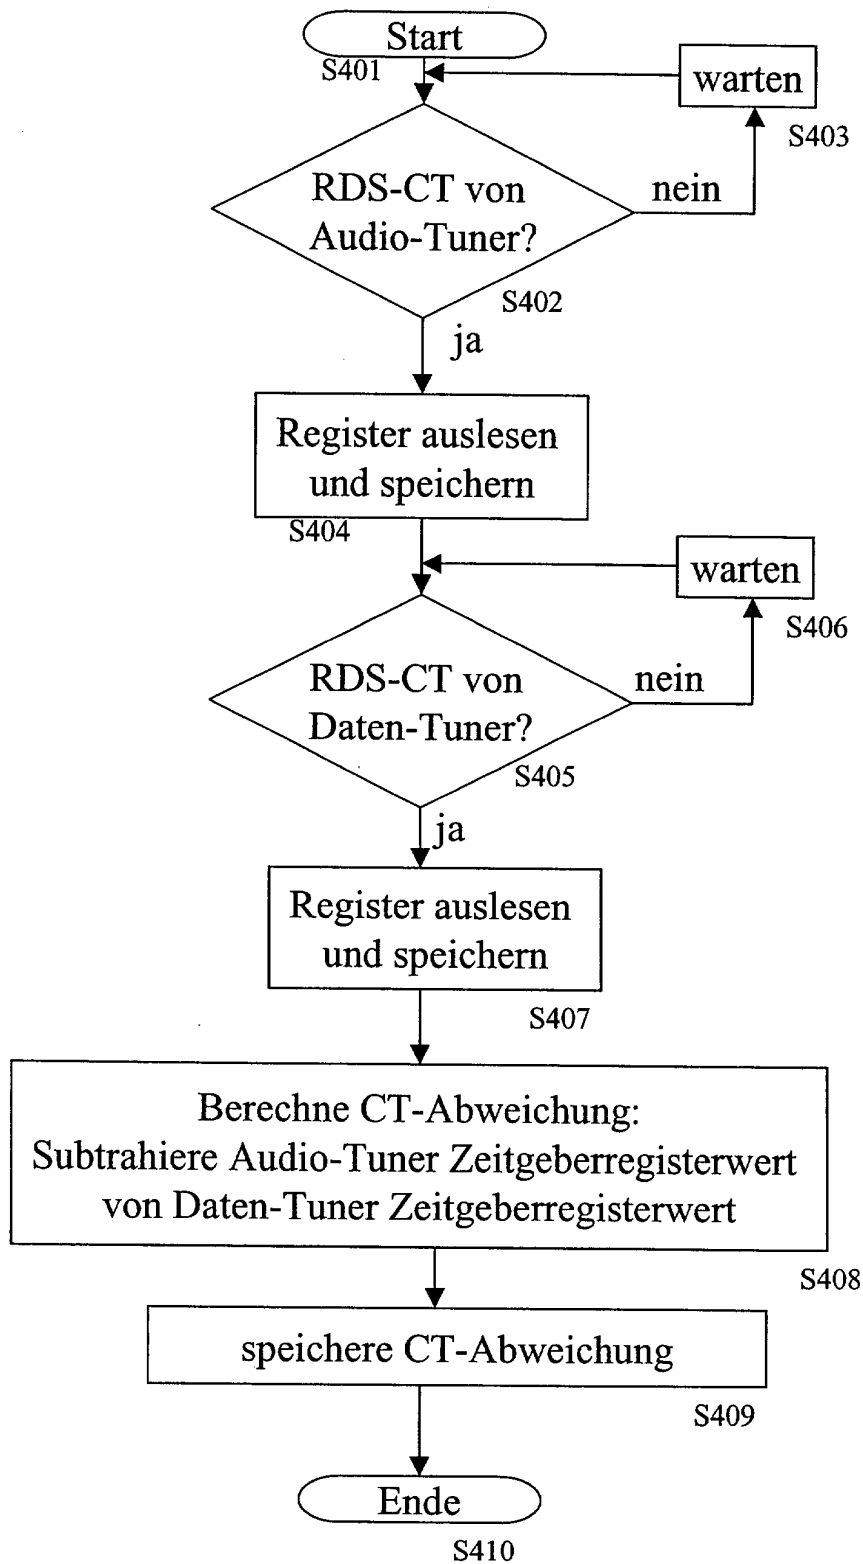 Start
S401
warten
S403
RDS-CT von
Audio-Tuner?
nein
S402
ja
Register auslesen
und speichern
S404
warten
S406
RDS-CT von
Daten-Tuner?
nein
S405
ja
Register auslesen
und speichern
S407
Berechne CT-Abweichung:
Subtrahiere Audio-Tuner Zeitgeberregisterwert
von Daten-Tuner Zeitgeberregisterwert
S408
speichere CT-Abweichung
S409
Ende
S410